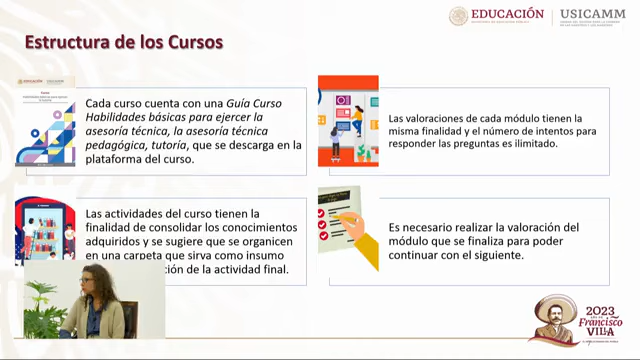 EDUCACIÓN
USICAMM
Estructura de los Cursos
Cada curso cuenta con una Guía Curso
Habilidades básicas para ejercer la
asesoría técnica, la asesoría técnica
pedagógica, tutoría, que se descarga en la
plataforma del curso.
Las valoraciones de cada módulo tienen la
misma finalidad y el número de intentos para
responder las preguntas es ilimitado.
Las actividades del curso tienen la
finalidad de consolidar los conocimientos
adquiridos y se sugiere que se organicen
en una carpeta que sirva como insumo
ción de la actividad final.
Es necesario realizar la valoración del
módulo que se finaliza para poder
continuar con el siguiente.
2023
Francisco
VILLA